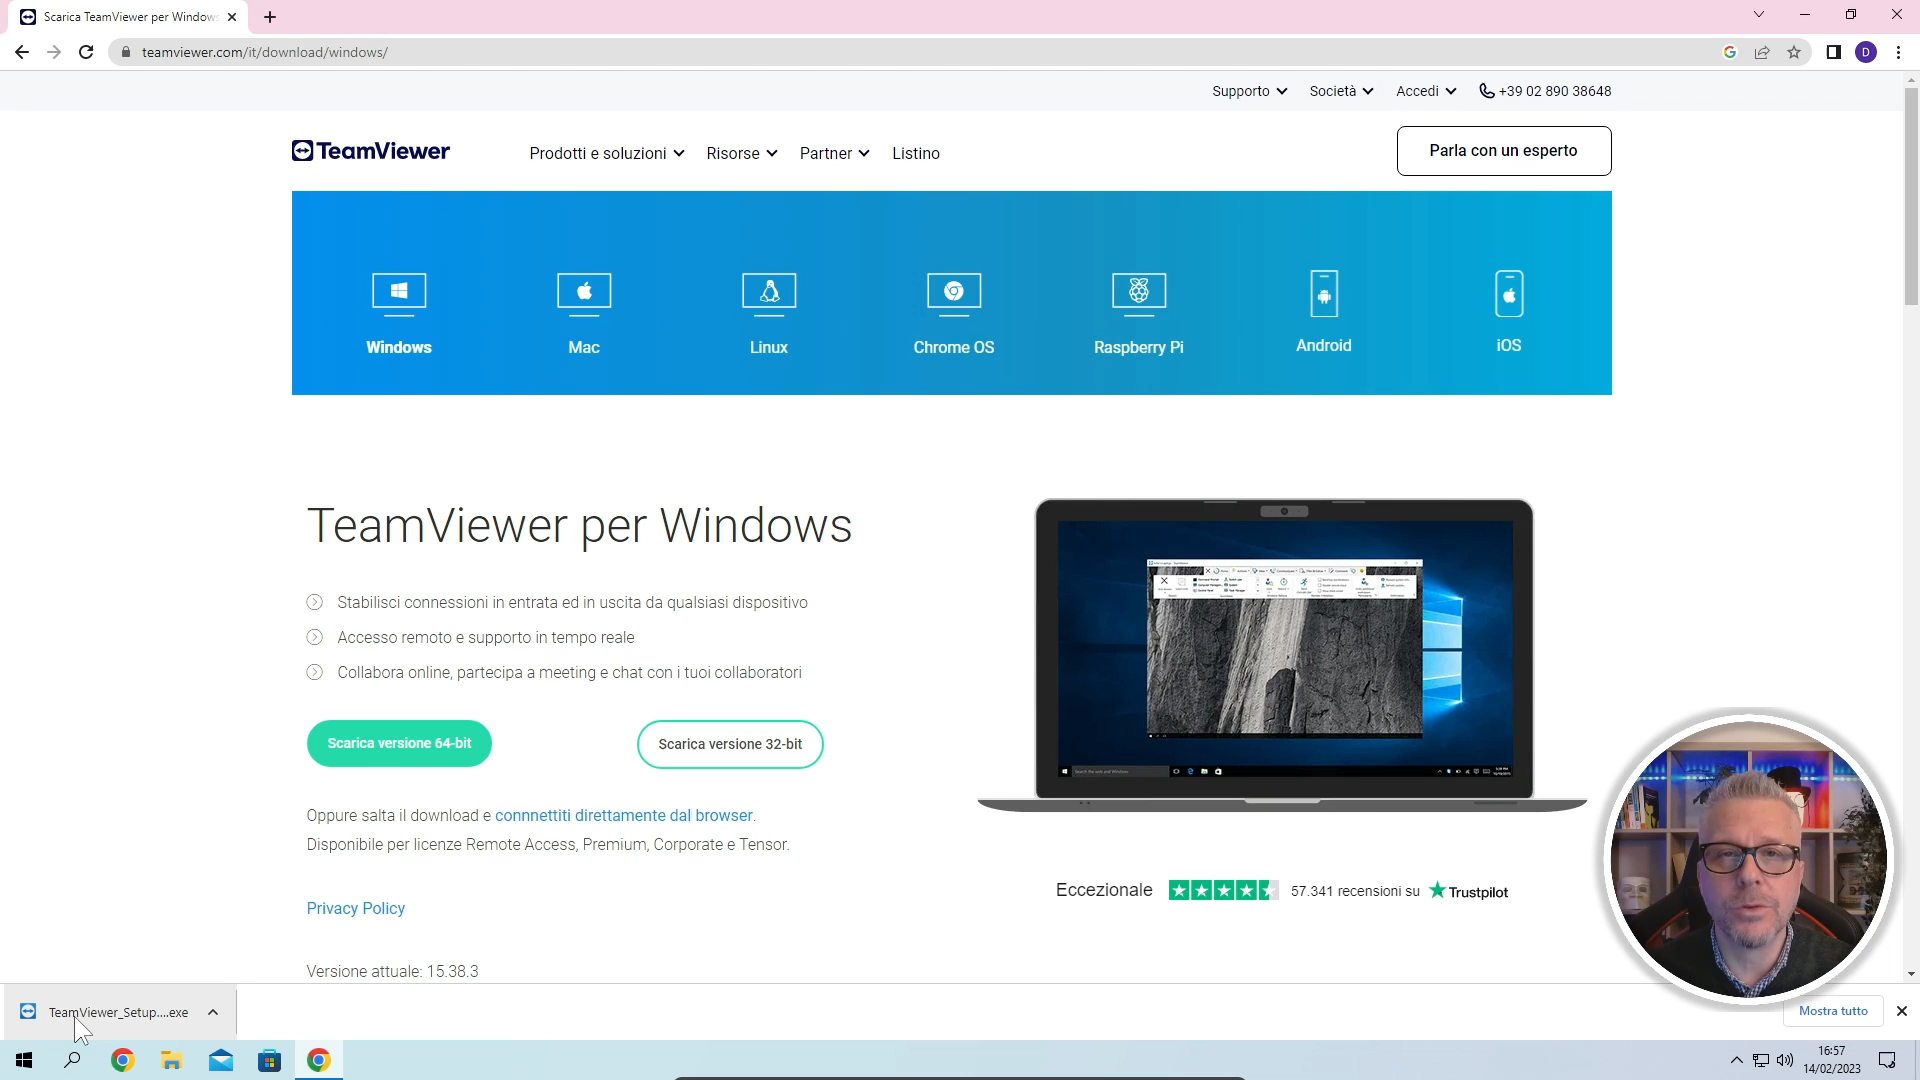 Scarica TeamViewer per Windows
teamviewer.com/it/download/windows/
D
Supporto
Società
Accedi
+39 02 890 38648
TeamViewer
Prodotti e soluzioni
Risorse
Partner
Listino
Parla con un esperto
Windows
Mac
Linux
Chrome OS
Raspberry Pi
Android
iOS
TeamViewer per Windows
Stabilisci connessioni in entrata ed in uscita da qualsiasi dispositivo
Accesso remoto e supporto in tempo reale
Collabora online, partecipa a meeting e chat con i tuoi collaboratori
Scarica versione 64-bit
Scarica versione 32-bit
Oppure salta il download e connnettiti direttamente dal browser.
Disponibile per licenze Remote Access, Premium, Corporate e Tensor.
Eccezionale
57.341 recensioni su
Trustpilot
Privacy Policy
Versione attuale: 15.38.3
TeamViewer_Setup....exe
Mostra tutto
16:57
14/02/2023